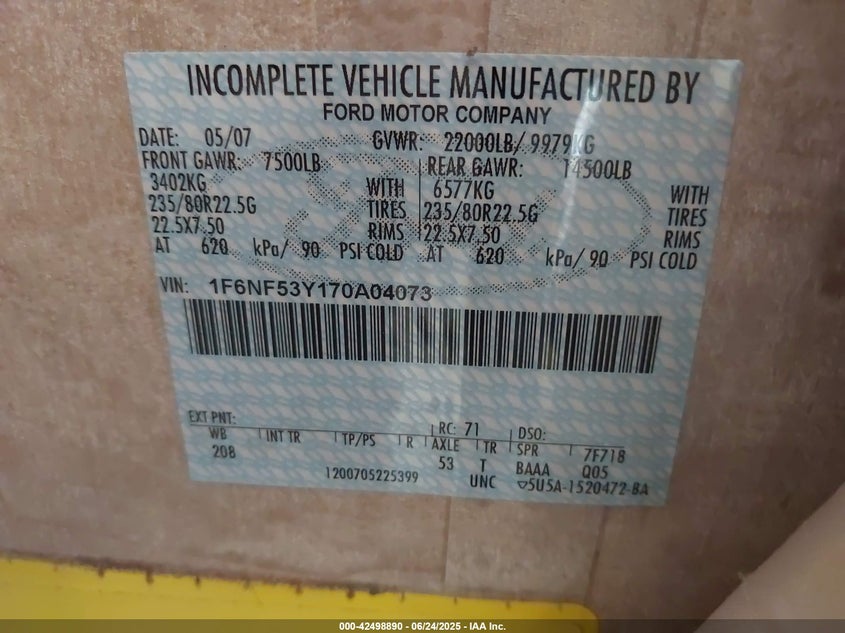 INCOMPLETE VEHICLE MANUFACTURED BY
FORD MOTOR COMPANY
DATE: 05/07 GVWR: 22000LB/ 9979KG
FRONT GAWR: 7500LB REAR GAWR: 14500LB
3402KG WITH 6577KG WITH
235/80R22.5G TIRES 235/80R22.5G TIRES
22.5X7.50 RIMS 22.5X7.50 RIMS
AT 620 kPa/ 90 PSI COLD AT 620 kPa/ 90 PSI COLD
VIN: 1F6NF53Y170A04073
EXT PNT: RC: 71 DSO:
WB INT TR TP/PS R AXLE TR SPR 7F718
208 53 T BAAA Q05
1200705225399 UNC ▽5U5A-1520472-BA
000-42498890 - 06/24/2025 - IAA Inc.